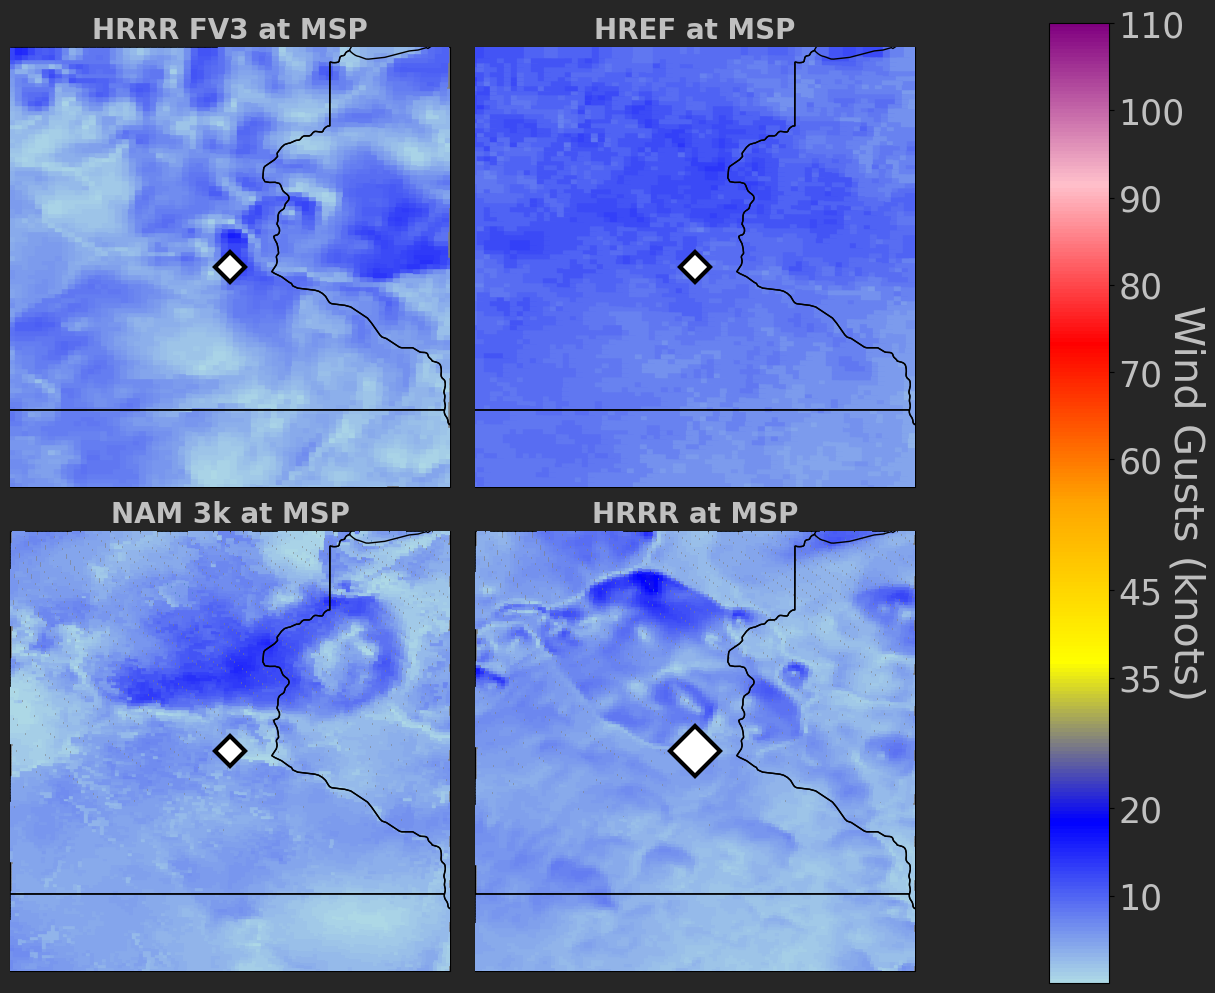 HRRR FV3 at MSP
HREF at MSP
NAM 3k at MSP
HRRR at MSP
110
100
90
80
70
60
45
35
20
10
Wind Gusts (knots)